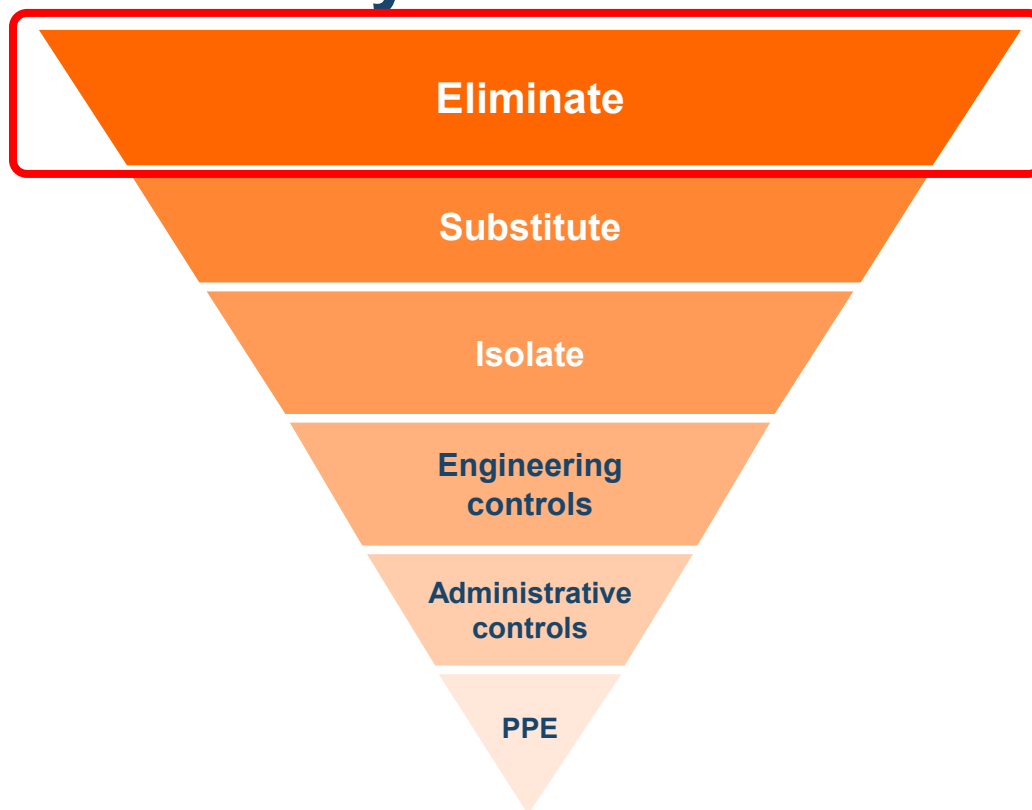 Eliminate
Substitute
Isolate
Engineering
controls
Administrative
controls
PPE